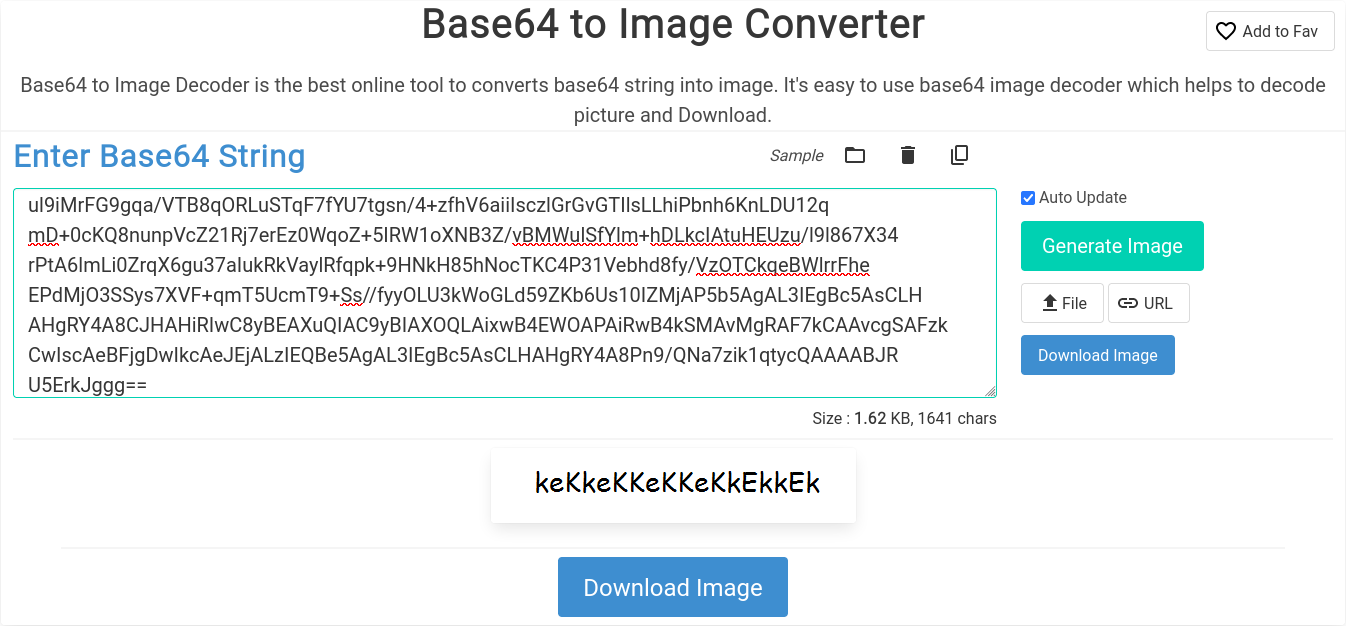 Base64 to Image Converter
Add to Fav
Base64 to Image Decoder is the best online tool to converts base64 string into image. It's easy to use base64 image decoder which helps to decode
picture and Download.
Enter Base64 String
Sample
uI9iMrFG9gqa/VTB8qORLuSTqF7fYU7tgsn/4+zfhV6aiiIsczlGrGvGTIlsLLhiPbnh6KnLDU12q
mD+0cKQ8nunpVcZ21Rj7erEz0WqoZ+5IRW1oXNB3Z/vBMWulSfYlm+hDLkcIAtuHEUzu/I9I867X34
rPtA6ImLi0ZrqX6gu37aIukRkVayIRfqpk+9HNkH85hNocTKC4P31Vebhd8fy/VzOTCkqeBWlrrFhe
EPdMjO3SSys7XVF+qmT5UcmT9+Ss//fyyOLU3kWoGLd59ZKb6Us10IZMjAP5b5AgAL3IEgBc5AsCLH
AHgRY4A8CJHAHiRIwC8yBEAXuQIAC9yBIAXOQLAixwB4EWOAPAiRwB4kSMAvMgRAF7kCAAvcgSAFzk
CwIscAeBFjgDwIkcAeJEjALzIEQBe5AgAL3IEgBc5AsCLHAHgRY4A8Pn9/QNa7zik1qtycQAAAABJR
U5ErkJggg==
Size : 1.62 KB, 1641 chars
Auto Update
Generate Image
File
URL
Download Image
keKkeKKeKKeKkEkkEk
Download Image